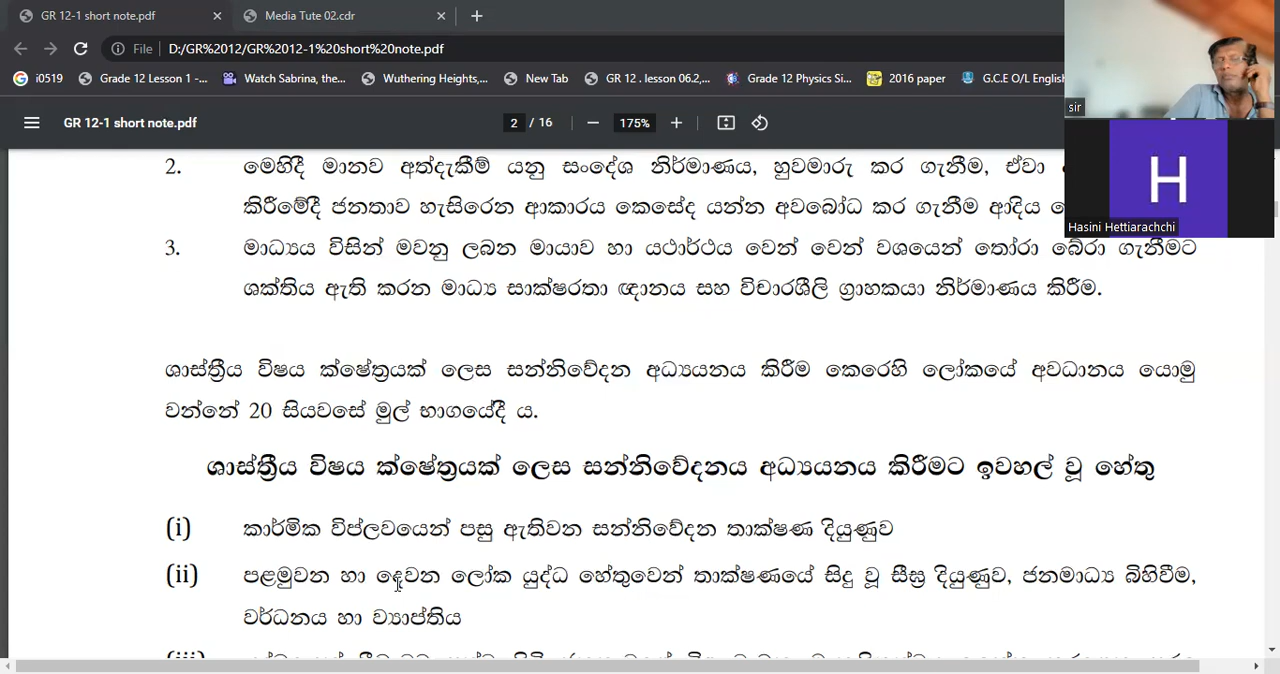 GR 12-1 short note.pdf
Media Tute 02.cdr
File
D:/GR%2012/GR%2012-1%20short%20note.pdf
i0519
Grade 12 Lesson 1 -...
Watch Sabrina, the...
Wuthering Heights,...
New Tab
GR 12 . lesson 06.2,...
Grade 12 Physics Si...
2016 paper
G.C.E O/L English
sir
GR 12-1 short note.pdf
2 / 16
175%
H
Hasini Hettiarachchi
2. මෙහිදී මානව අත්දැකීම් යනු සංදේශ නිර්මාණය, හුවමාරු කර ගැනීම, ඒවා
කිරීමේදී ජනතාව හැසිරෙන ආකාරය කෙසේද යන්න අවබෝධ කර ගැනීම ආදිය
3. මාධ්‍යය විසින් මවනු ලබන මායාව හා යථාර්ථය වෙන් වෙන් වශයෙන් තෝරා බේරා ගැනීමට
ශක්තිය ඇති කරන මාධ්‍ය සාක්ෂරතා ඥානය සහ විචාරශීලි ග්‍රාහකයා නිර්මාණය කිරීම.
ශාස්ත්‍රීය විෂය ක්ෂේත්‍රයක් ලෙස සන්නිවේදන අධ්‍යයනය කිරීම කෙරෙහි ලෝකයේ අවධානය යොමු
වන්නේ 20 සියවසේ මුල් භාගයේදී ය.
ශාස්ත්‍රීය විෂය ක්ෂේත්‍රයක් ලෙස සන්නිවේදනය අධ්‍යයනය කිරීමට ඉවහල් වූ හේතු
(i) කාර්මික විප්ලවයෙන් පසු ඇතිවන සන්නිවේදන තාක්ෂණ දියුණුව
(ii) පළමුවන හා දෙවන ලෝක යුද්ධ හේතුවෙන් තාක්ෂණයේ සිදු වූ සීඝ්‍ර දියුණුව, ජනමාධ්‍ය බිහිවීම,
වර්ධනය හා ව්‍යාප්තිය